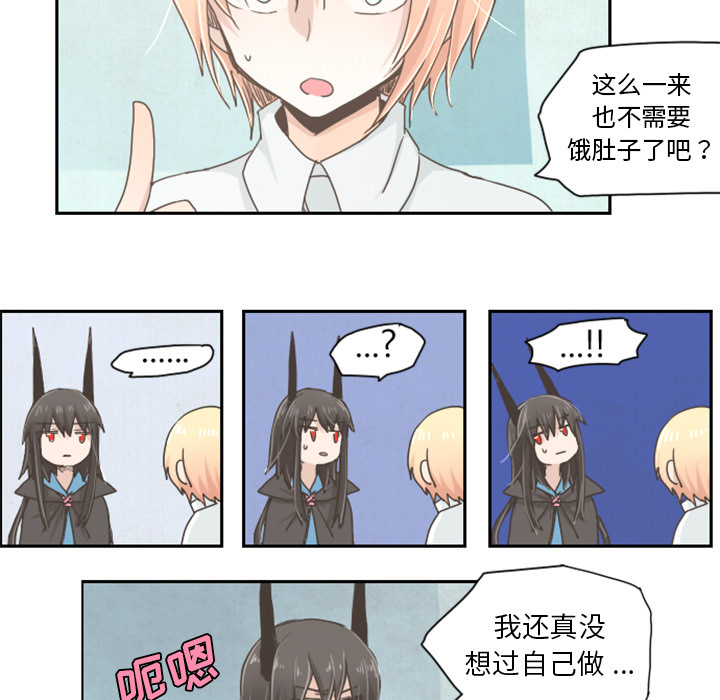 这么一来
也不需要
饿肚子了吧？
......
...?
...!!
我还真没
想过自己做...
呃嗯